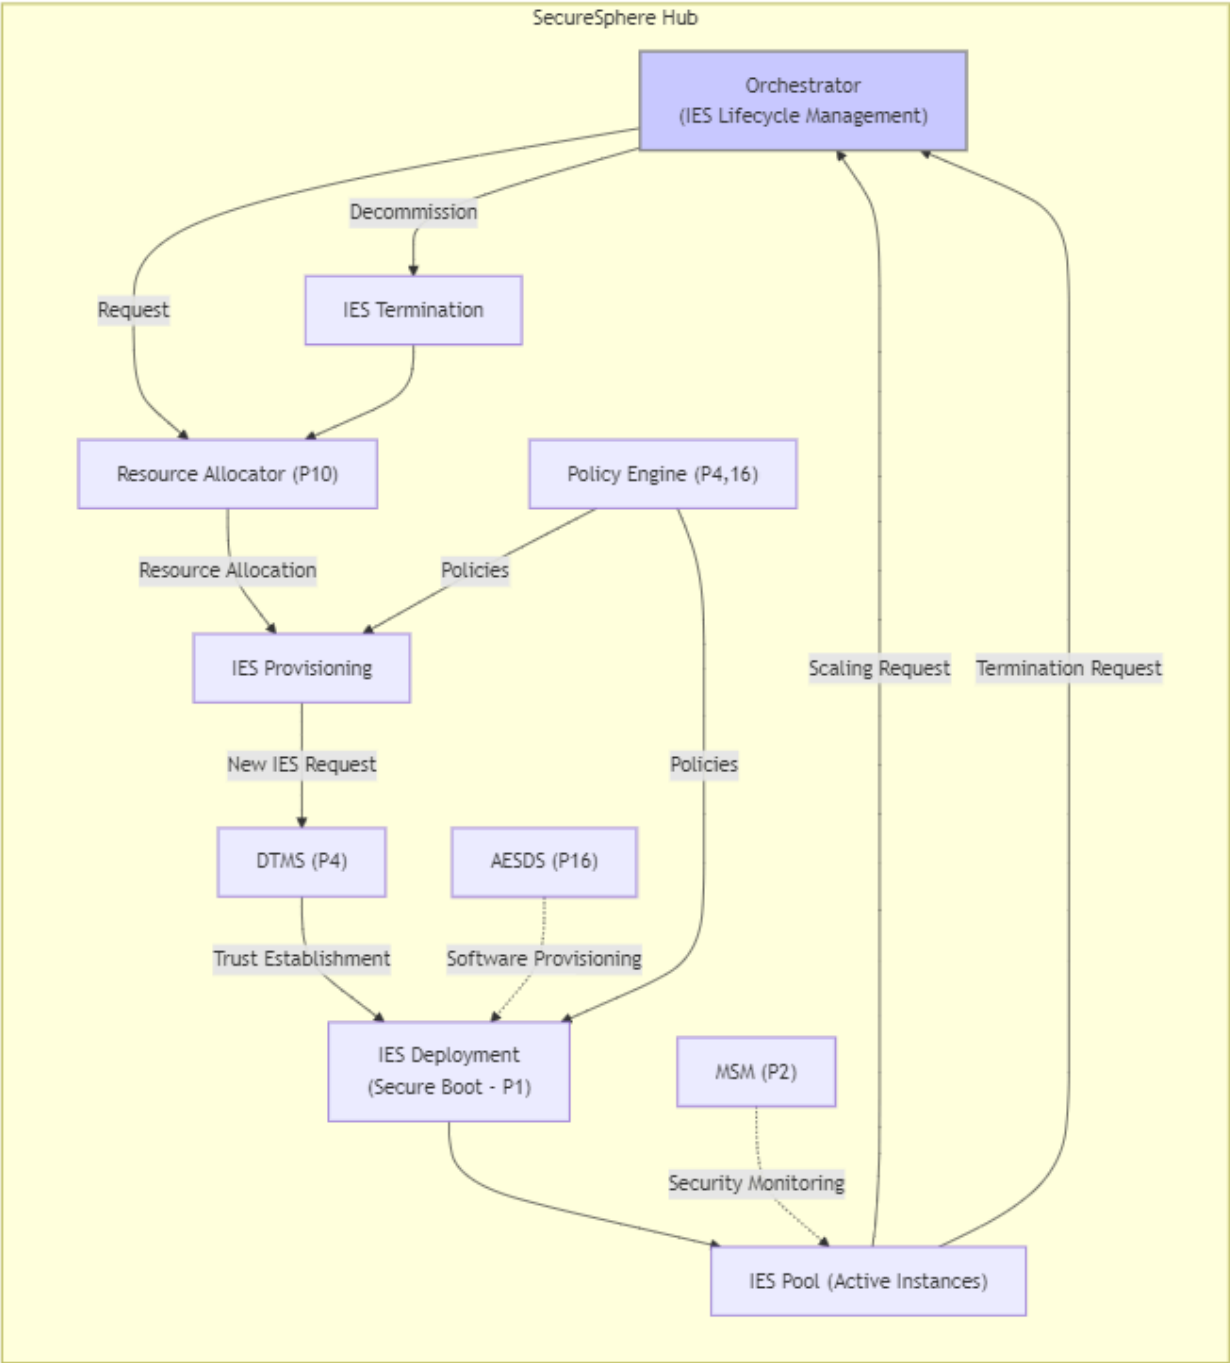 SecureSphere Hub
Orchestrator
(IES Lifecycle Management)
Decommission
Request
IES Termination
Resource Allocator (P10)
Policy Engine (P4,16)
Resource Allocation
Policies
IES Provisioning
Scaling Request
Termination Request
New IES Request
Policies
DTMS (P4)
AESDS (P16)
Trust Establishment
Software Provisioning
IES Deployment
(Secure Boot - P1)
MSM (P2)
Security Monitoring
IES Pool (Active Instances)